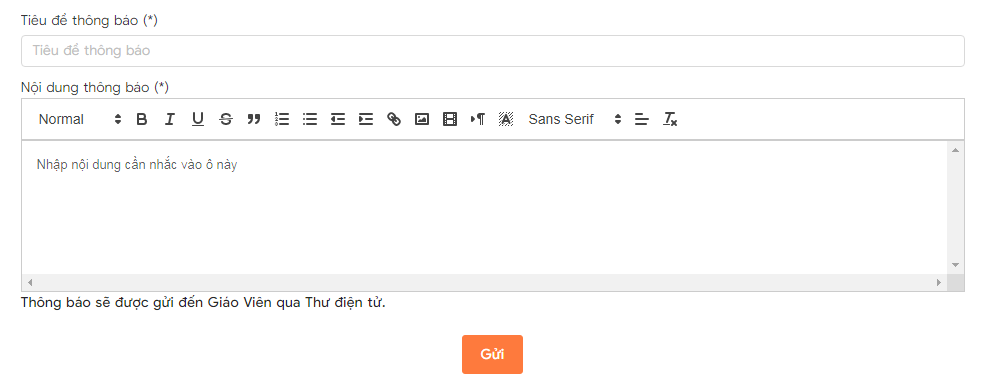 Tiêu đề thông báo (*)
Tiêu đề thông báo
Nội dung thông báo (*)
Normal Sans Serif
Nhập nội dung cần nhắc vào ô này
Thông báo sẽ được gửi đến Giáo Viên qua Thư điện tử.
Gửi